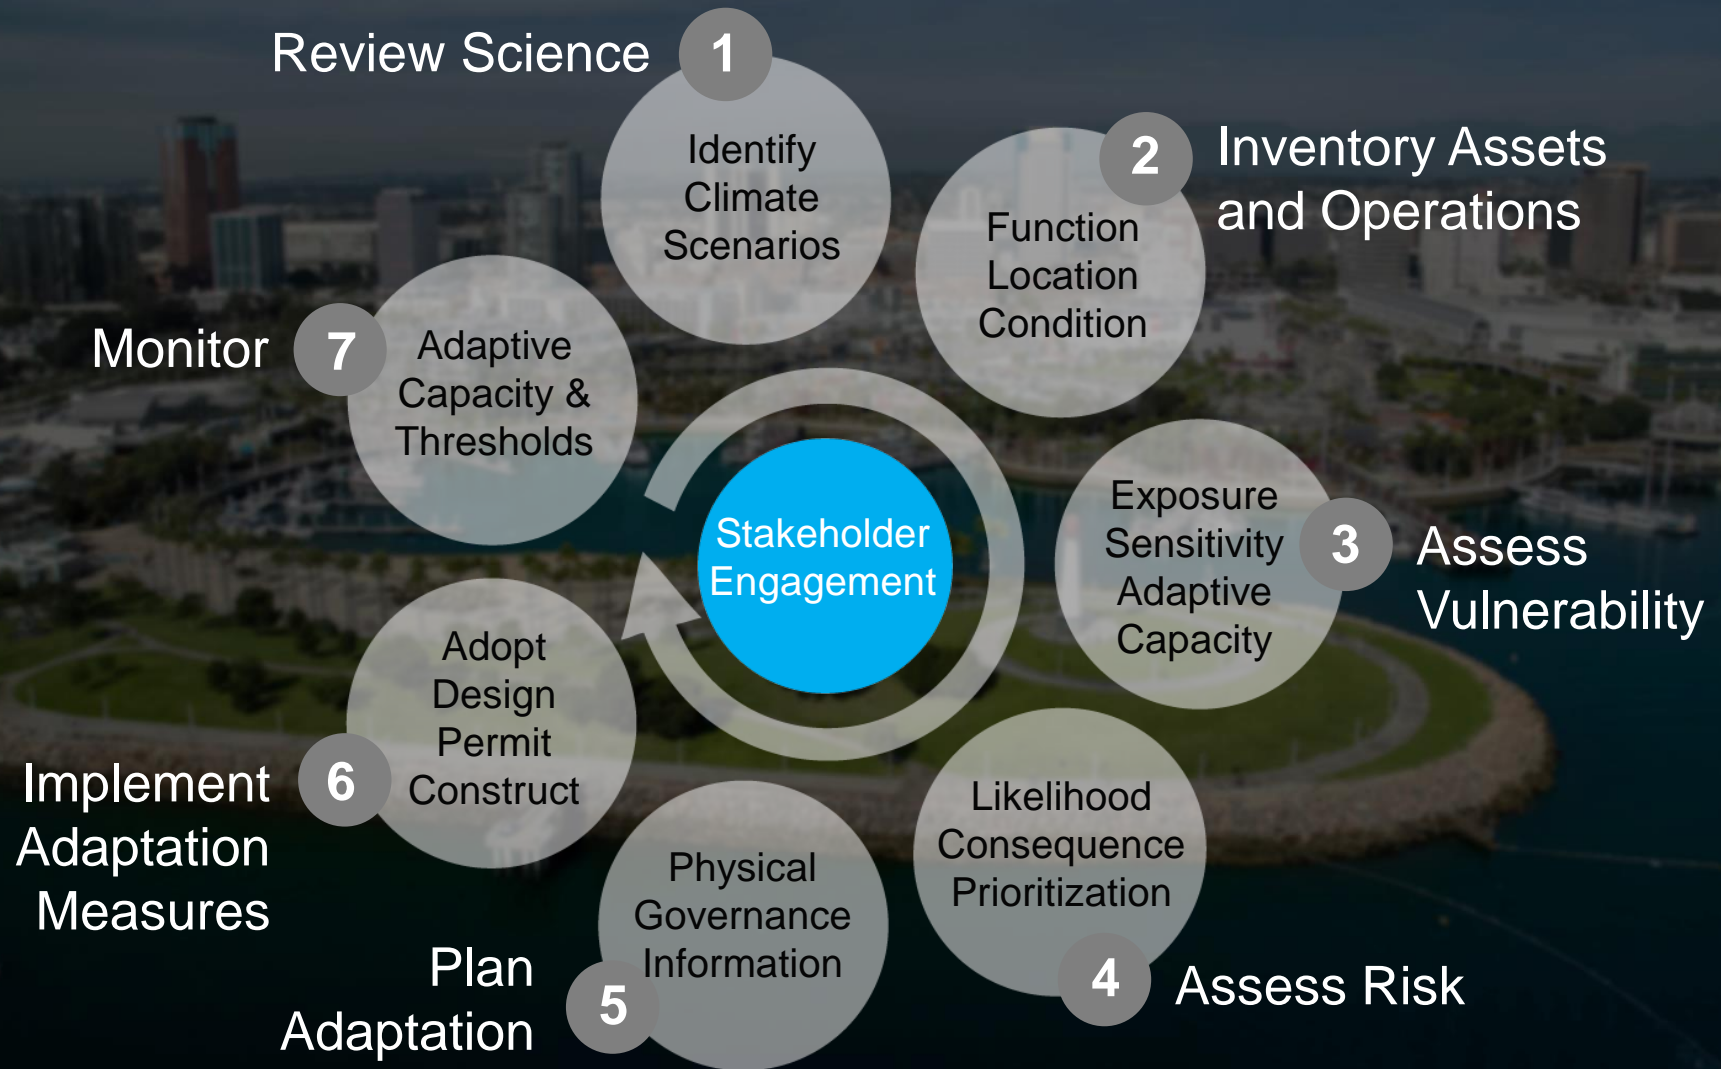 Review Science
1
Identify
Climate
Scenarios
2
Inventory Assets
and Operations
Function
Location
Condition
3
Assess
Vulnerability
Exposure
Sensitivity
Adaptive
Capacity
4
Assess Risk
Likelihood
Consequence
Prioritization
5
Plan
Adaptation
Physical
Governance
Information
6
Implement
Adaptation
Measures
Adopt
Design
Permit
Construct
7
Monitor
Adaptive
Capacity &
Thresholds
Stakeholder
Engagement